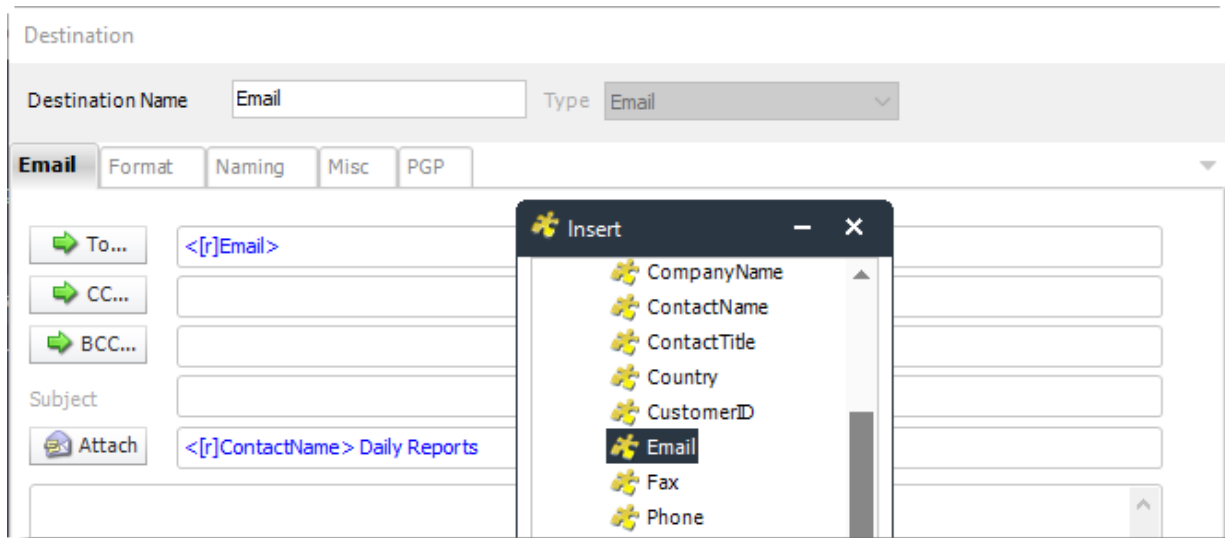 Destination
Destination Name Email Type Email
Email Format Naming Misc PGP
To... <[r]Email>
CC...
BCC...
Subject
Attach <[r]ContactName> Daily Reports
Insert
CompanyName
ContactName
ContactTitle
Country
CustomerID
Email
Fax
Phone